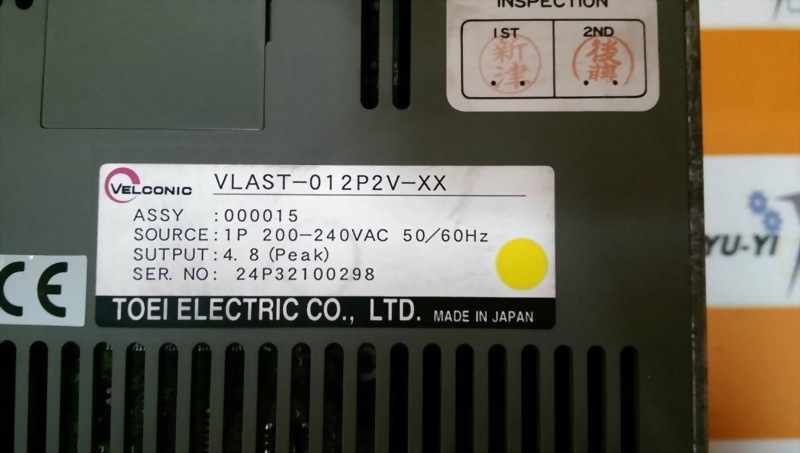 INSPECTION
1ST 2ND
新津 後藤
VELCONIC VLAST-012P2V-XX
ASSY :000015
SOURCE:1P 200-240VAC 50/60Hz
SUTPUT:4.8 (Peak)
SER. NO: 24P32100298
CE
TOEI ELECTRIC CO., LTD. MADE IN JAPAN
YU-YI